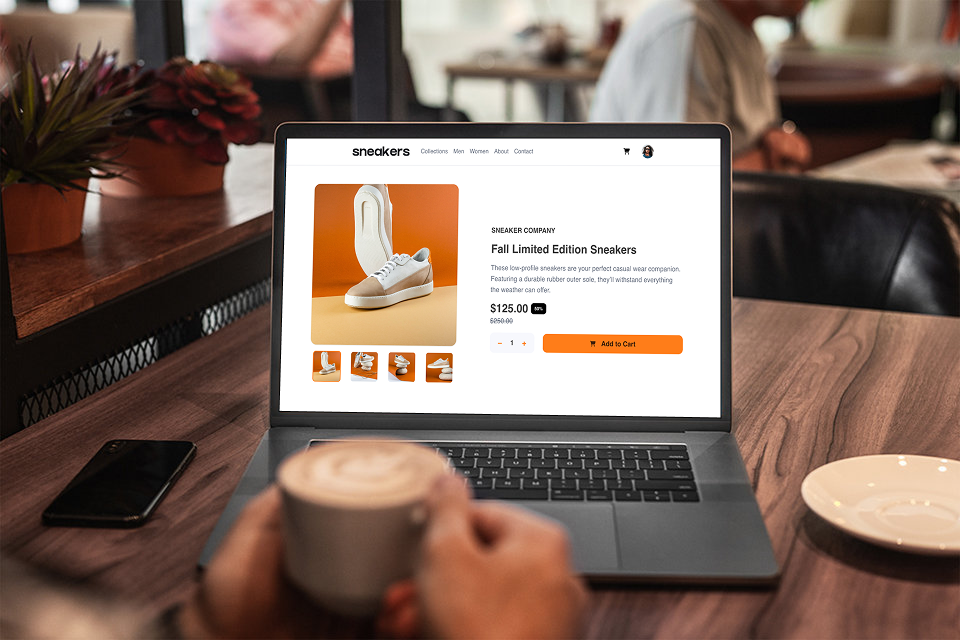 sneakers Collections Men Women About Contact
SNEAKER COMPANY
Fall Limited Edition Sneakers
These low-profile sneakers are your perfect casual wear companion.
Featuring a durable rubber outer sole, they'll withstand everything
the weather can offer.
$125.00 50%
$250.00
− 1 + Add to Cart